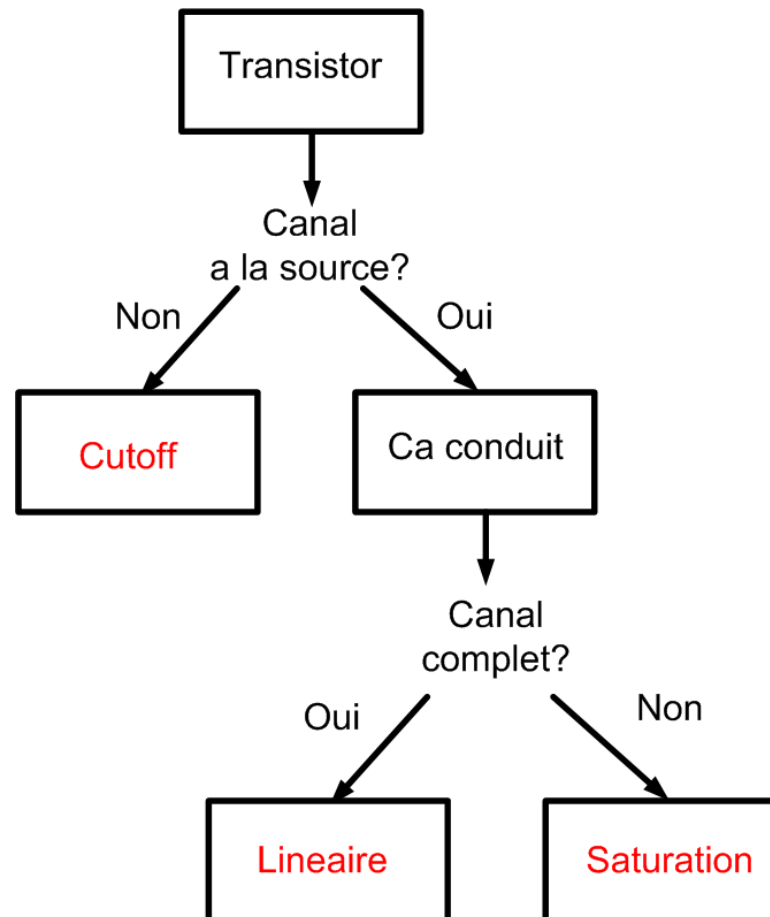 Transistor
Canal
a la source?
Non
Oui
Cutoff
Ca conduit
Canal
complet?
Oui
Non
Lineaire
Saturation